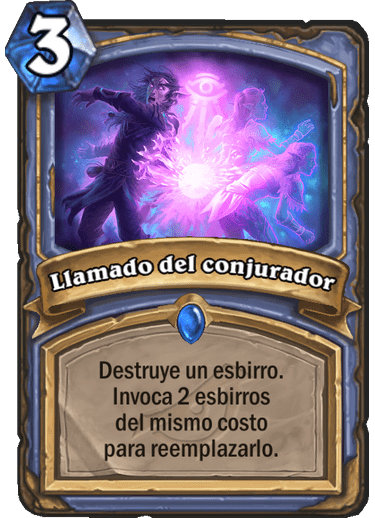 3
Llamado del conjurador
Destruye un esbirro.
Invoca 2 esbirros
del mismo costo
para reemplazarlo.